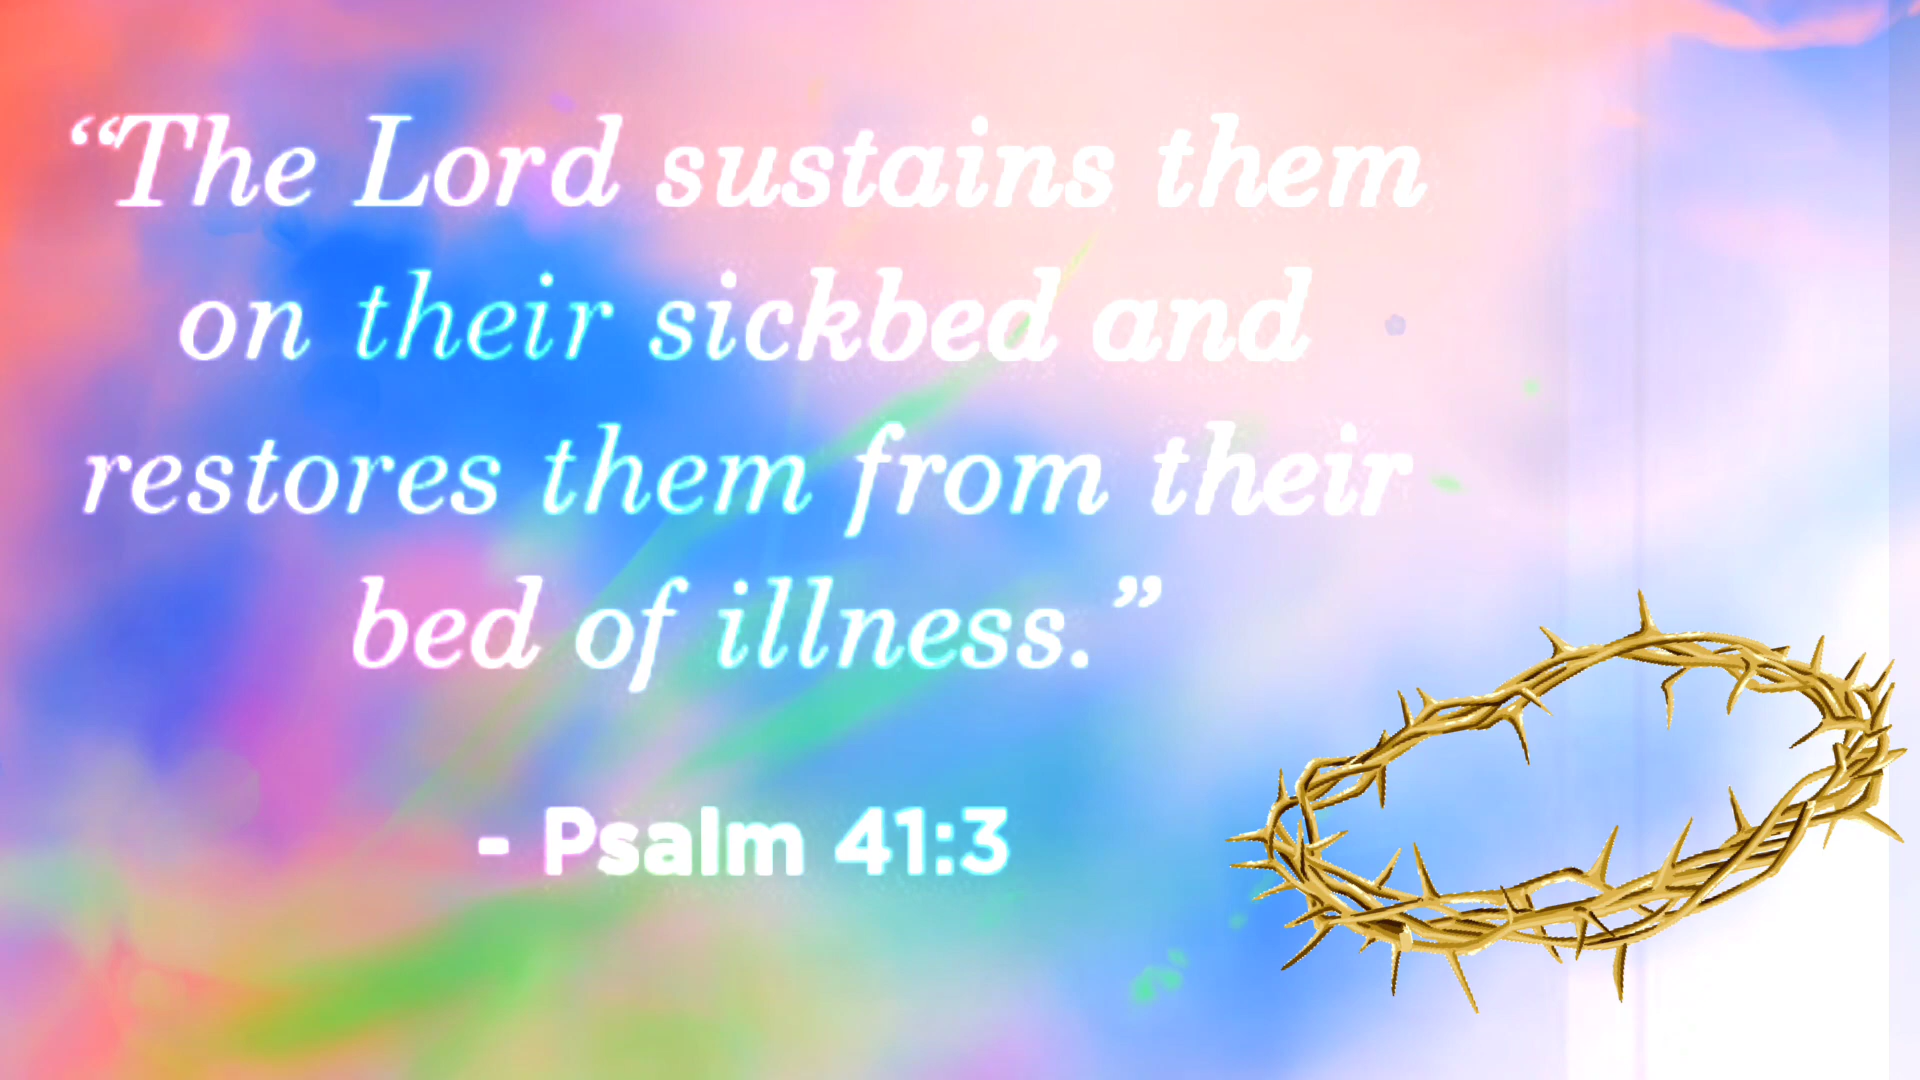 “The Lord sustains them
on their sickbed and
restores them from their
bed of illness.”
- Psalm 41:3